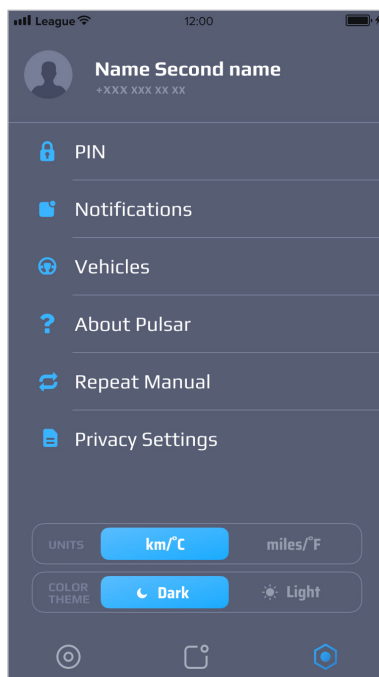 League 12:00
Name Second name
+XXX XXX XX XX
PIN
Notifications
Vehicles
About Pulsar
Repeat Manual
Privacy Settings
UNITS km/°C miles/°F
COLOR THEME Dark Light